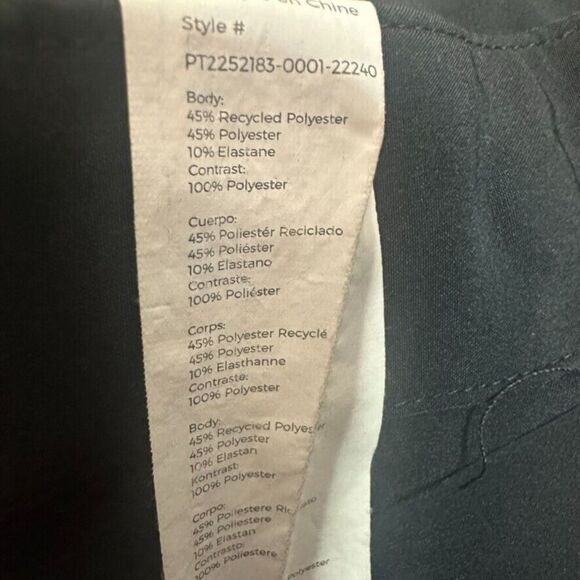 en Chine
Style #
PT2252183-0001-22240
Body:
45% Recycled Polyester
45% Polyester
10% Elastane
Contrast:
100% Polyester
Cuerpo:
45% Poliestér Reciclado
45% Poliéster
10% Elastano
Contraste:
100% Poliéster
Corps:
45% Polyester Recyclé
45% Polyester
10% Elasthanne
Contraste:
100% Polyester
Body:
45% Recycled Polyester
45% Polyester
10% Elastan
Kontrast:
100% Polyester
Corpo:
45% Poliestere
45% Poliestere
10% Elastan
Contrasto:
100% Poliestere
Polyester